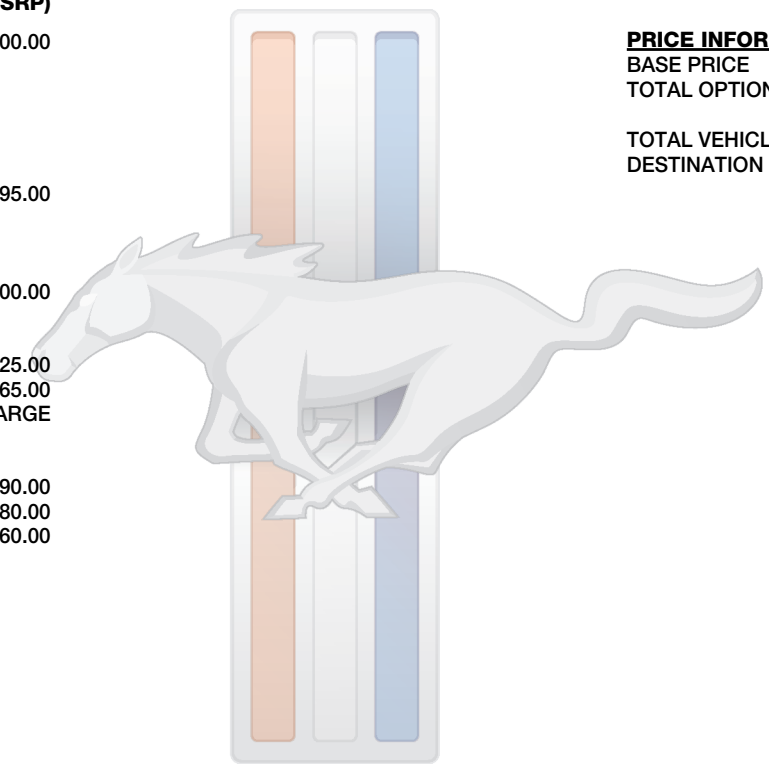 SRP)
00.00
95.00
00.00
25.00
65.00
ARGE
90.00
80.00
60.00
PRICE INFOR
BASE PRICE
TOTAL OPTION
TOTAL VEHICL
DESTINATION